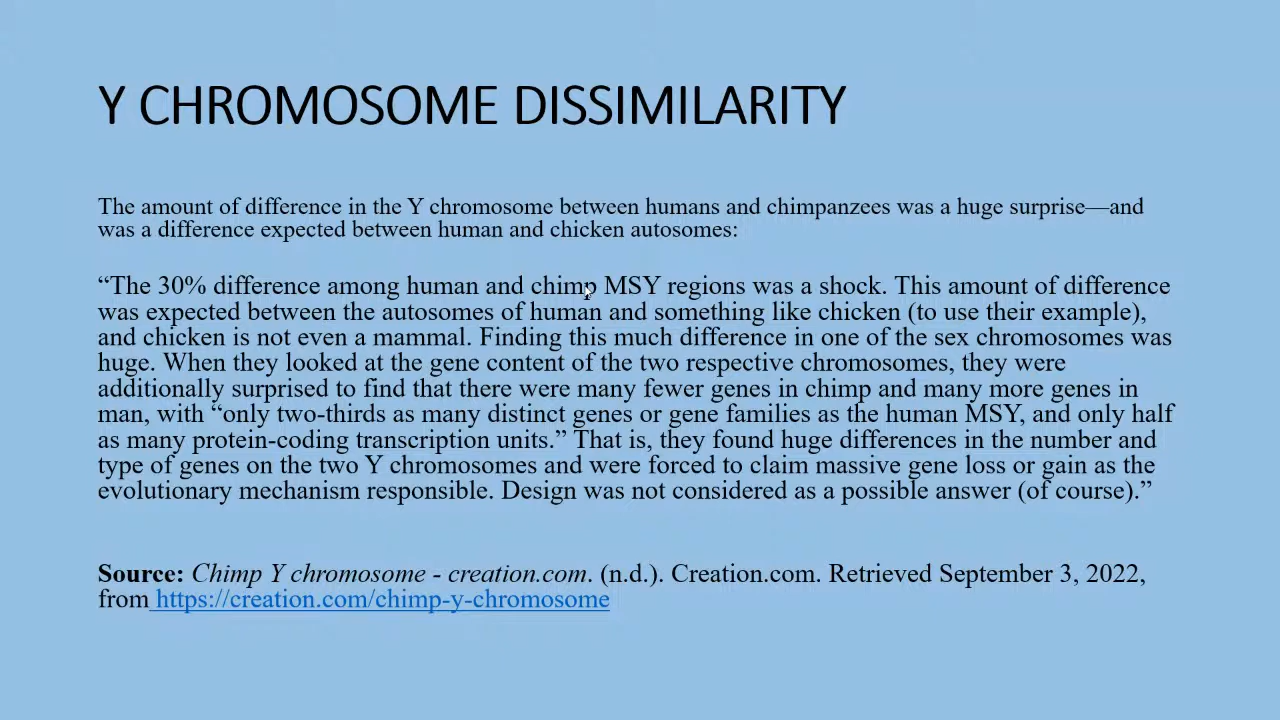 Y CHROMOSOME DISSIMILARITY
The amount of difference in the Y chromosome between humans and chimpanzees was a huge surprise—and
was a difference expected between human and chicken autosomes:
“The 30% difference among human and chimp MSY regions was a shock. This amount of difference
was expected between the autosomes of human and something like chicken (to use their example),
and chicken is not even a mammal. Finding this much difference in one of the sex chromosomes was
huge. When they looked at the gene content of the two respective chromosomes, they were
additionally surprised to find that there were many fewer genes in chimp and many more genes in
man, with “only two-thirds as many distinct genes or gene families as the human MSY, and only half
as many protein-coding transcription units.” That is, they found huge differences in the number and
type of genes on the two Y chromosomes and were forced to claim massive gene loss or gain as the
evolutionary mechanism responsible. Design was not considered as a possible answer (of course).”
Source: Chimp Y chromosome - creation.com. (n.d.). Creation.com. Retrieved September 3, 2022,
from https://creation.com/chimp-y-chromosome